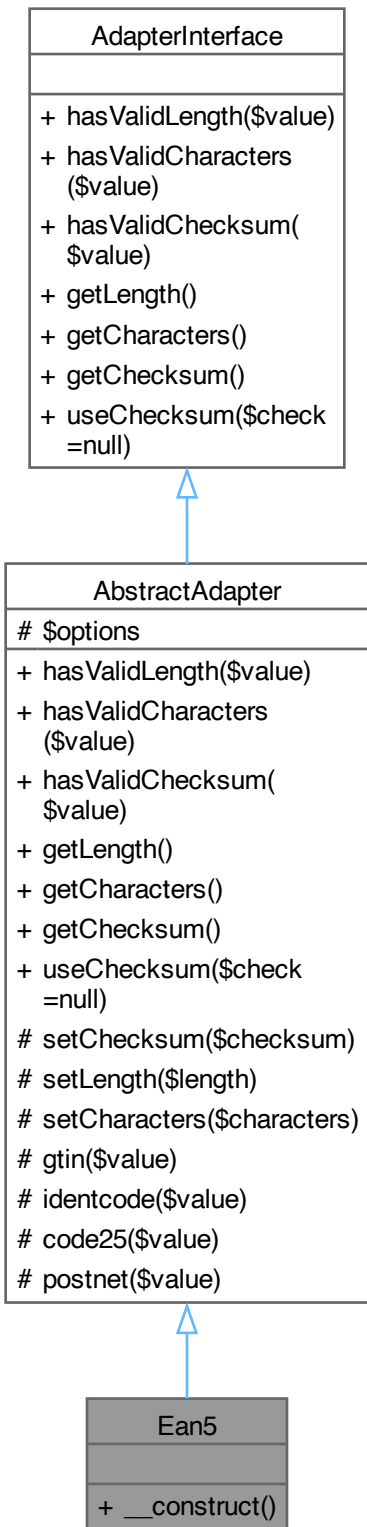 AdapterInterface
+ hasValidLength($value)
+ hasValidCharacters
($value)
+ hasValidChecksum(
$value)
+ getLength()
+ getCharacters()
+ getChecksum()
+ useChecksum($check
=null)
AbstractAdapter
# $options
+ hasValidLength($value)
+ hasValidCharacters
($value)
+ hasValidChecksum(
$value)
+ getLength()
+ getCharacters()
+ getChecksum()
+ useChecksum($check
=null)
# setChecksum($checksum)
# setLength($length)
# setCharacters($characters)
# gtin($value)
# identcode($value)
# code25($value)
# postnet($value)
Ean5
+ __construct()